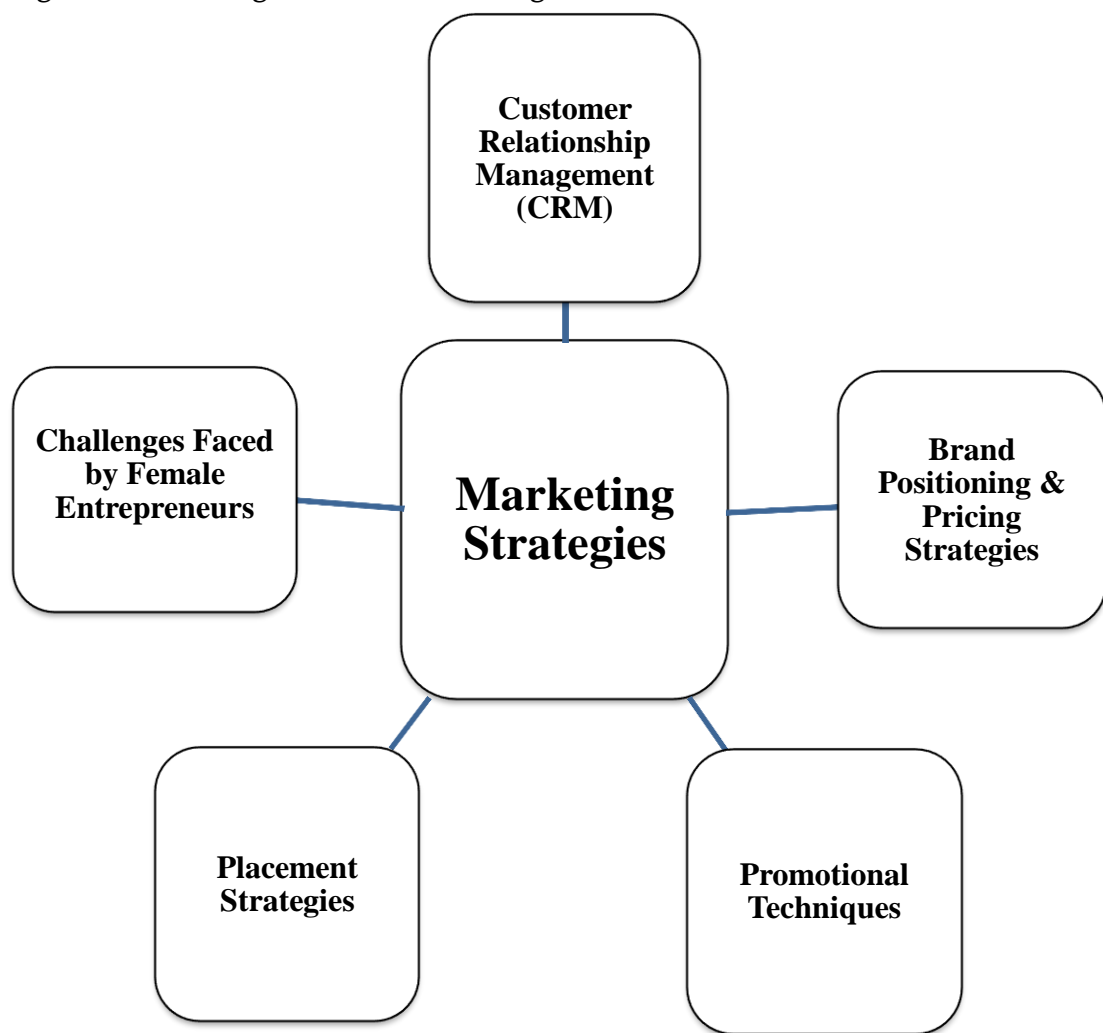 Customer
Relationship
Management
(CRM)
Challenges Faced
by Female
Entrepreneurs
Marketing
Strategies
Brand
Positioning &
Pricing
Strategies
Placement
Strategies
Promotional
Techniques